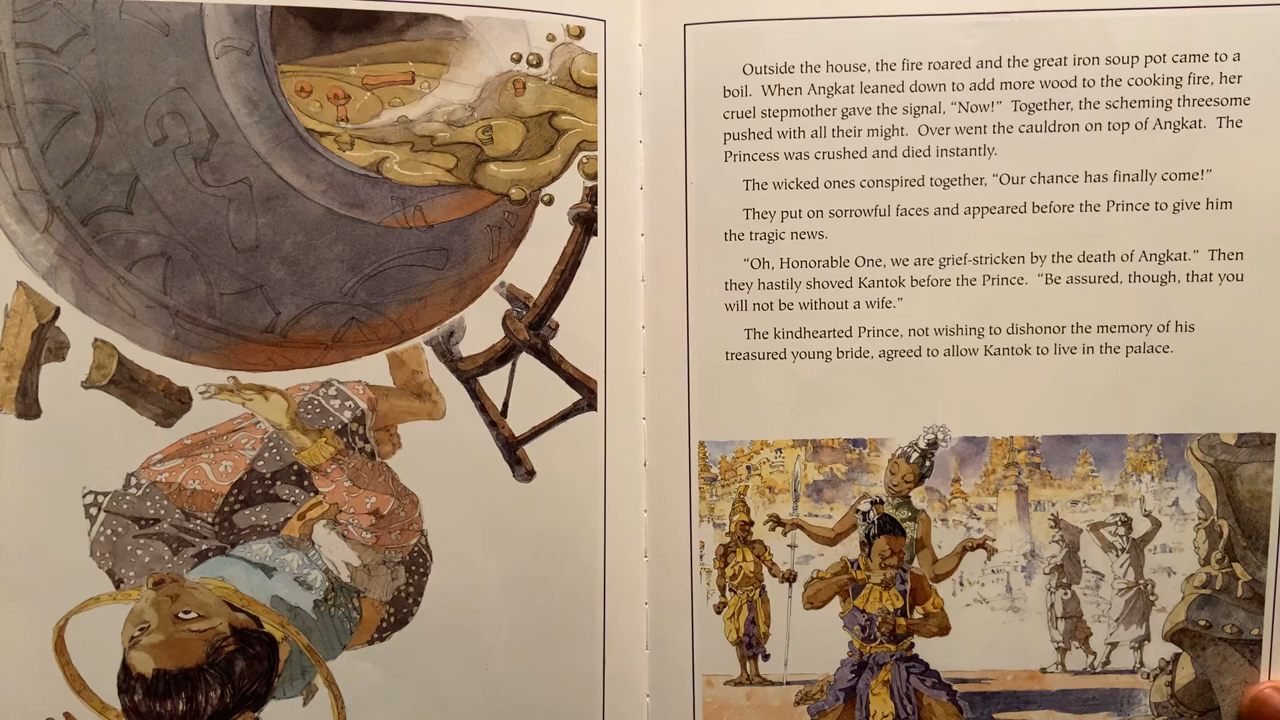 Outside the house, the fire roared and the great iron soup pot came to a
boil. When Angkat leaned down to add more wood to the cooking fire, her
cruel stepmother gave the signal, “Now!” Together, the scheming threesome
pushed with all their might. Over went the cauldron on top of Angkat. The
Princess was crushed and died instantly.
The wicked ones conspired together, “Our chance has finally come!”
They put on sorrowful faces and appeared before the Prince to give him
the tragic news.
“Oh, Honorable One, we are grief-stricken by the death of Angkat.” Then
they hastily shoved Kantok before the Prince. “Be assured, though, that you
will not be without a wife.”
The kindhearted Prince, not wishing to dishonor the memory of his
treasured young bride, agreed to allow Kantok to live in the palace.